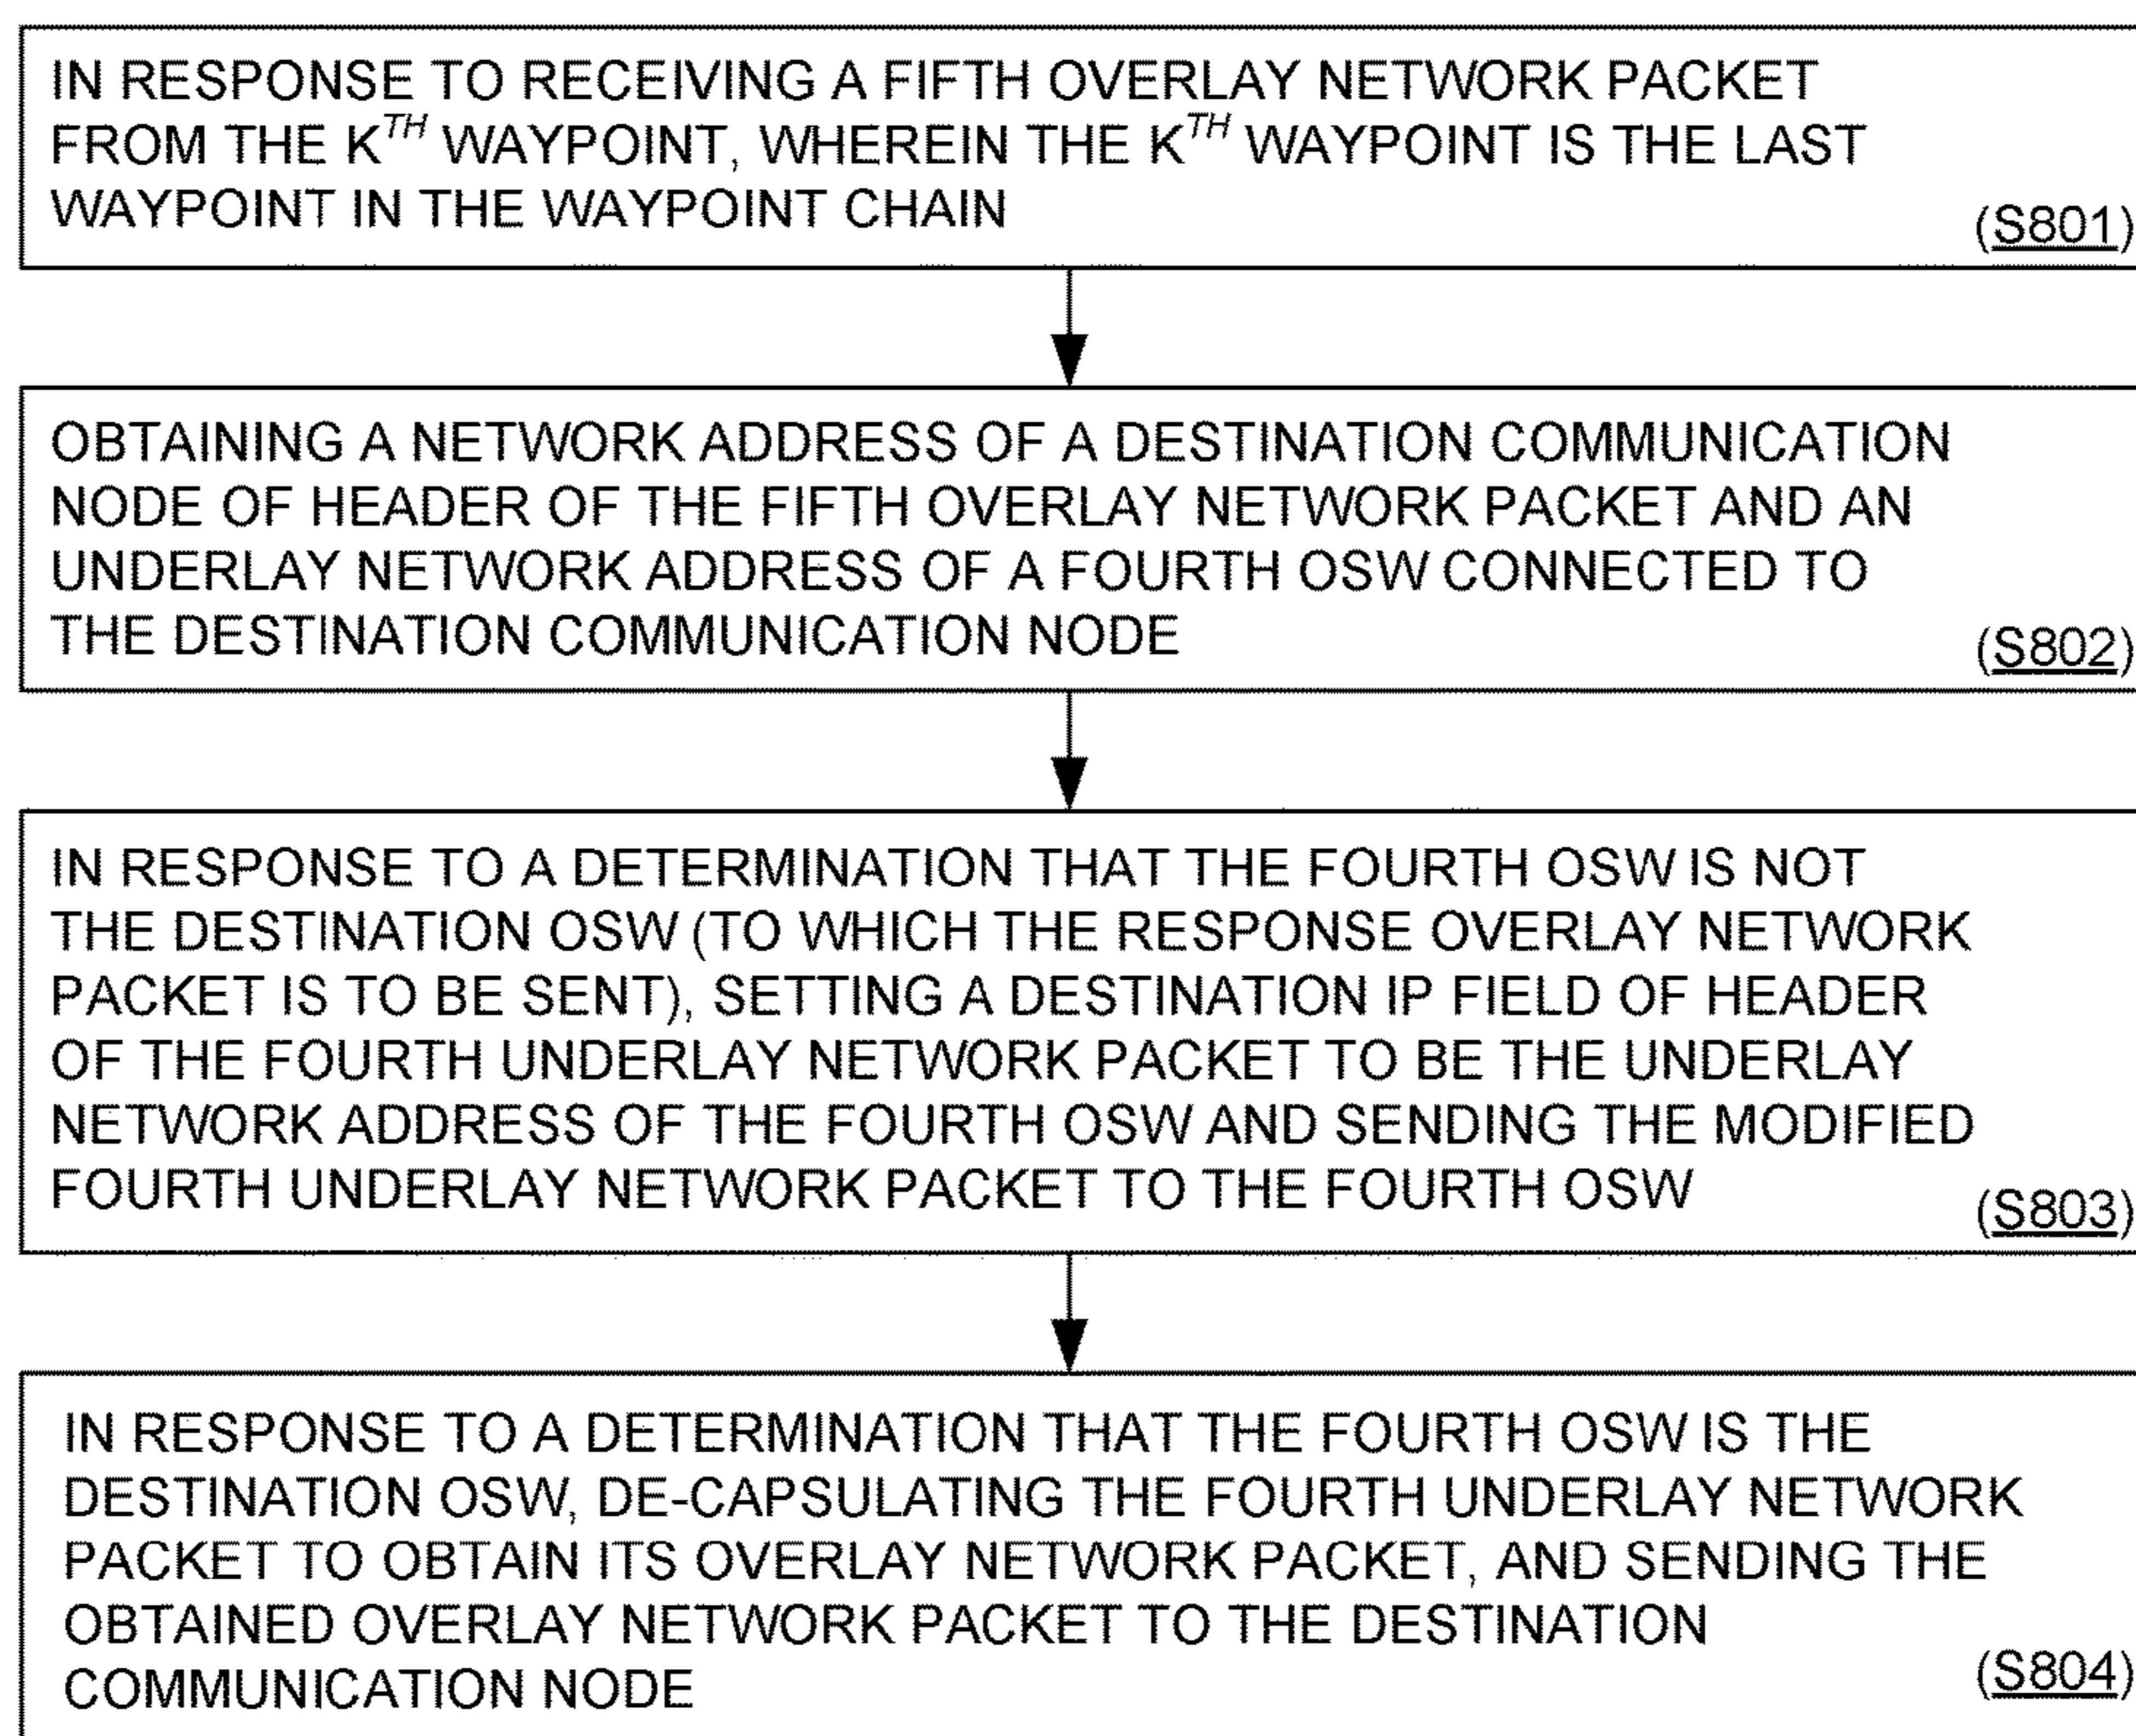 IN RESPONSE TO RECEIVING A FIFTH OVERLAY NETWORK PACKET
FROM THE K^TH WAYPOINT, WHEREIN THE K^TH WAYPOINT IS THE LAST
WAYPOINT IN THE WAYPOINT CHAIN
(S801)
OBTAINING A NETWORK ADDRESS OF A DESTINATION COMMUNICATION
NODE OF HEADER OF THE FIFTH OVERLAY NETWORK PACKET AND AN
UNDERLAY NETWORK ADDRESS OF A FOURTH OSW CONNECTED TO
THE DESTINATION COMMUNICATION NODE
(S802)
IN RESPONSE TO A DETERMINATION THAT THE FOURTH OSW IS NOT
THE DESTINATION OSW (TO WHICH THE RESPONSE OVERLAY NETWORK
PACKET IS TO BE SENT), SETTING A DESTINATION IP FIELD OF HEADER
OF THE FOURTH UNDERLAY NETWORK PACKET TO BE THE UNDERLAY
NETWORK ADDRESS OF THE FOURTH OSW AND SENDING THE MODIFIED
FOURTH UNDERLAY NETWORK PACKET TO THE FOURTH OSW
(S803)
IN RESPONSE TO A DETERMINATION THAT THE FOURTH OSW IS THE
DESTINATION OSW, DE-CAPSULATING THE FOURTH UNDERLAY NETWORK
PACKET TO OBTAIN ITS OVERLAY NETWORK PACKET, AND SENDING THE
OBTAINED OVERLAY NETWORK PACKET TO THE DESTINATION
COMMUNICATION NODE
(S804)